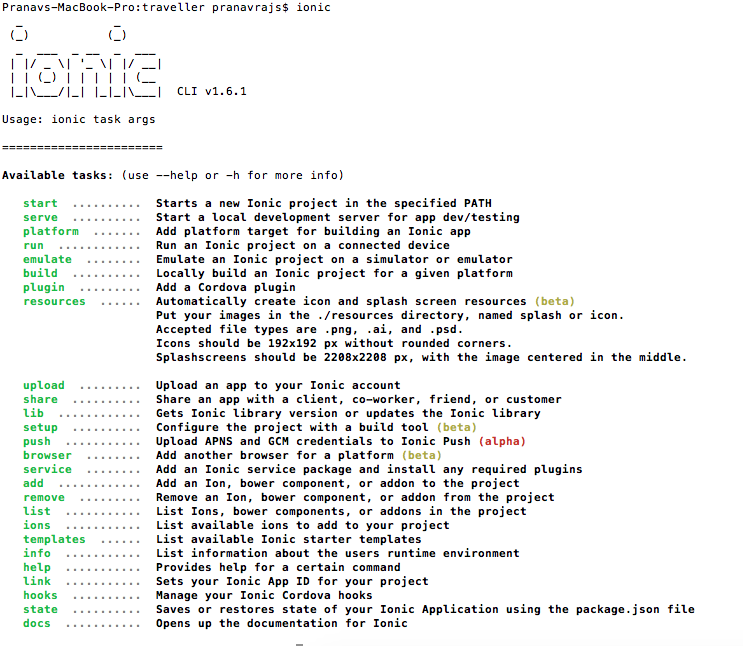 Pranavs-MacBook-Pro:traveller pranavrajs$ ionic
ionic CLI v1.6.1
Usage: ionic task args
=======================
Available tasks: (use --help or -h for more info)
start .......... Starts a new Ionic project in the specified PATH
serve .......... Start a local development server for app dev/testing
platform ....... Add platform target for building an Ionic app
run ............ Run an Ionic project on a connected device
emulate ........ Emulate an Ionic project on a simulator or emulator
build .......... Locally build an Ionic project for a given platform
plugin ......... Add a Cordova plugin
resources ...... Automatically create icon and splash screen resources (beta)
Put your images in the ./resources directory, named splash or icon.
Accepted file types are .png, .ai, and .psd.
Icons should be 192x192 px without rounded corners.
Splashscreens should be 2208x2208 px, with the image centered in the middle.
upload ......... Upload an app to your Ionic account
share .......... Share an app with a client, co-worker, friend, or customer
lib ............ Gets Ionic library version or updates the Ionic library
setup .......... Configure the project with a build tool (beta)
push ........... Upload APNS and GCM credentials to Ionic Push (alpha)
browser ........ Add another browser for a platform (beta)
service ........ Add an Ionic service package and install any required plugins
add ............ Add an Ion, bower component, or addon to the project
remove ......... Remove an Ion, bower component, or addon from the project
list ........... List Ions, bower components, or addons in the project
ions ........... List available ions to add to your project
templates ...... List available Ionic starter templates
info ........... List information about the users runtime environment
help ........... Provides help for a certain command
link ........... Sets your Ionic App ID for your project
hooks .......... Manage your Ionic Cordova hooks
state .......... Saves or restores state of your Ionic Application using the package.json file
docs ........... Opens up the documentation for Ionic